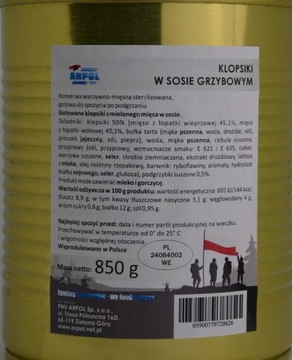 ARPOL
KLOPSIKI
W SOSIE GRZYBOWYM
Konserwa warzywno-mięsna sterylizowana,
gotowa do spożycia po podgrzaniu
Gotowane klopsiki z mielonego mięsa w sosie.
Składniki: klopsiki 50% [mięso z łopatki wieprzowej 45,1%, mięso z
łopatki wołowej 45,1%, bułka tarta (mąka pszenna, woda, drożdże, sól),
proszek jajeczny, sól, pieprz], woda, mąka pszenna, cebula suszona,
przyprawy (sól, przyprawy, wzmacniacze smaku: E 621 i E 635, cukier,
warzywa suszone, seler, skrobia ziemniaczana, ekstrakt drożdżowy, laktoza
z mleka, olej roślinny rzepakowy, barwnik: ryboflawiny, aromaty, hydrolizat
białka sojowego, seler, glukoza), podgrzybki suszone 0,5%.
Produkt może zawierać mleko i gorczycę.
Wartość odżywcza w 100 g produktu: wartość energetyczna 601 kJ/144 kcal,
tłuszcz 8,9 g, w tym kwasy tłuszczowe nasycone 3,1 g; węglowodany 4 g,
w tym cukry 0,8 g; białko 12 g; sól 0,95 g.
Najlepiej spożyć przed: data i numer partii produkcyjnej na wieczku.
Przechowywać w temperaturze od 0° do 25° C
i wilgotności względnej otoczenia
Wyprodukowano w Polsce
PL
24084002
WE
Masa netto: 850 g
we food
PHU ARPOL Sp. z o.o.
ul. Trasa Północna 16D,
65-119 Zielona Góra
www.arpol.net.pl
05900779720626